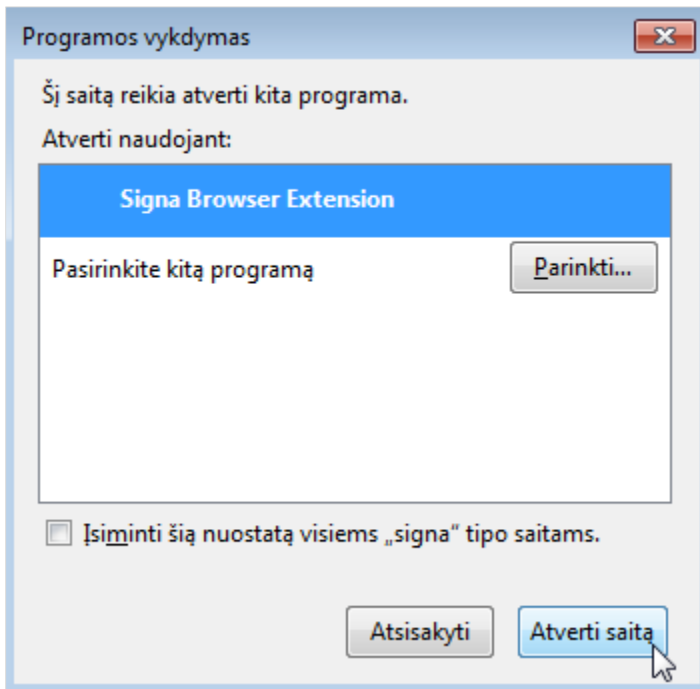 Programos vykdymas
Šį saitą reikia atverti kita programa.
Atverti naudojant:
Signa Browser Extension
Pasirinkite kitą programą
Parinkti...
Įsiminti šią nuostatą visiems „signa“ tipo saitams.
Atsisakyti
Atverti saitą